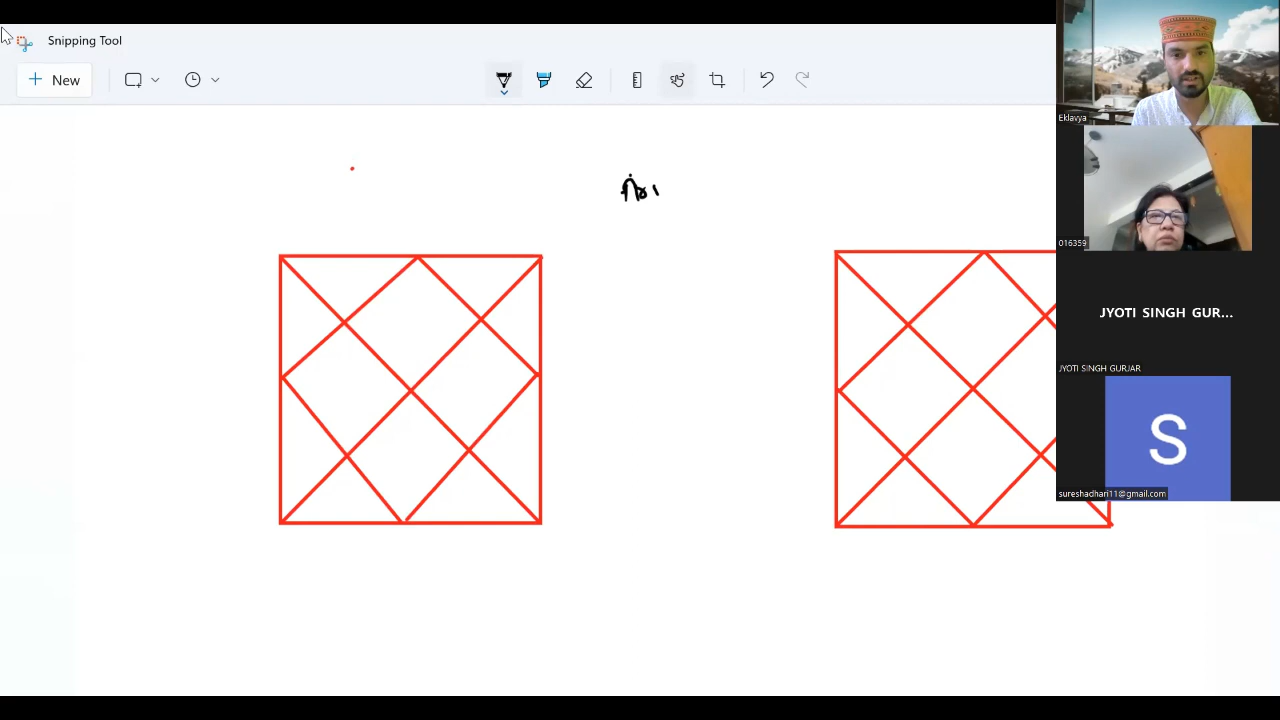 Snipping Tool
New
Eklavya
016359
JYOTI SINGH GUR...
JYOTI SINGH GURJAR
S
sureshadhari11@gmail.com